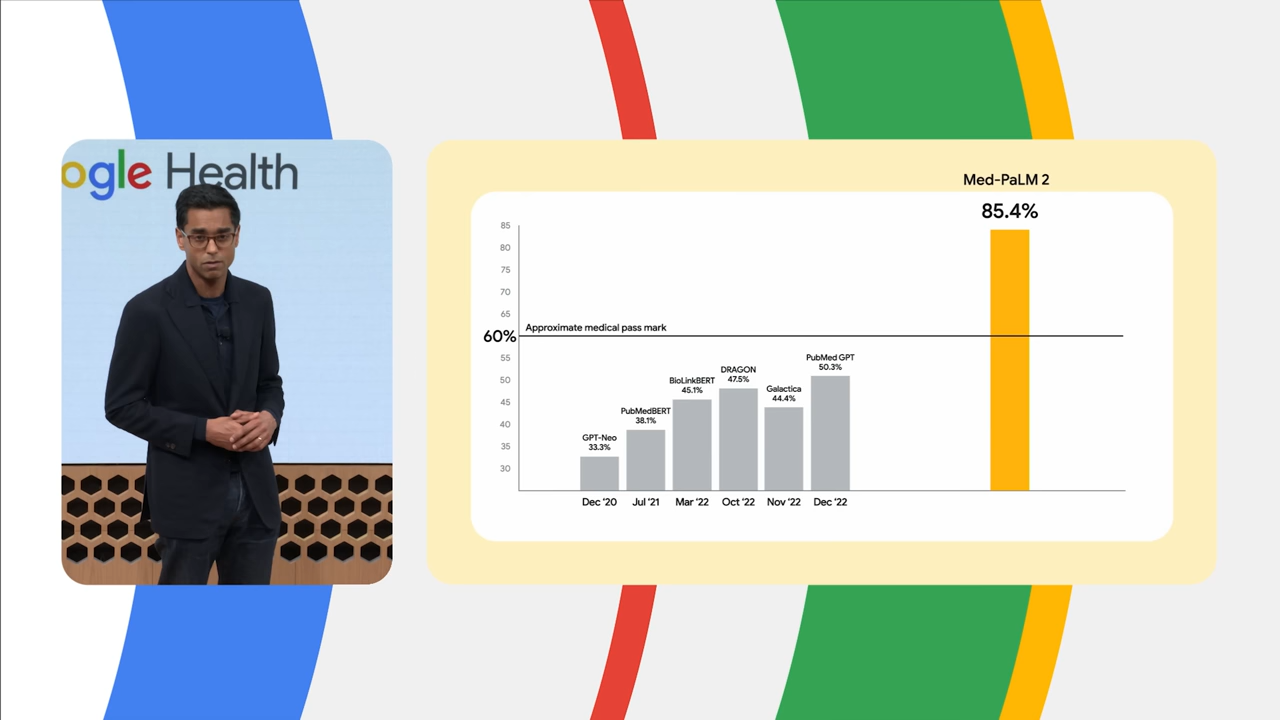 ogle Health
Med-PaLM 2
85.4%
85
80
75
70
65
60%
Approximate medical pass mark
55
50
45
40
35
30
GPT-Neo
33.3%
PubMedBERT
38.1%
BioLinkBERT
45.1%
DRAGON
47.5%
Galactica
44.4%
PubMed GPT
50.3%
Dec '20 Jul '21 Mar '22 Oct '22 Nov '22 Dec '22